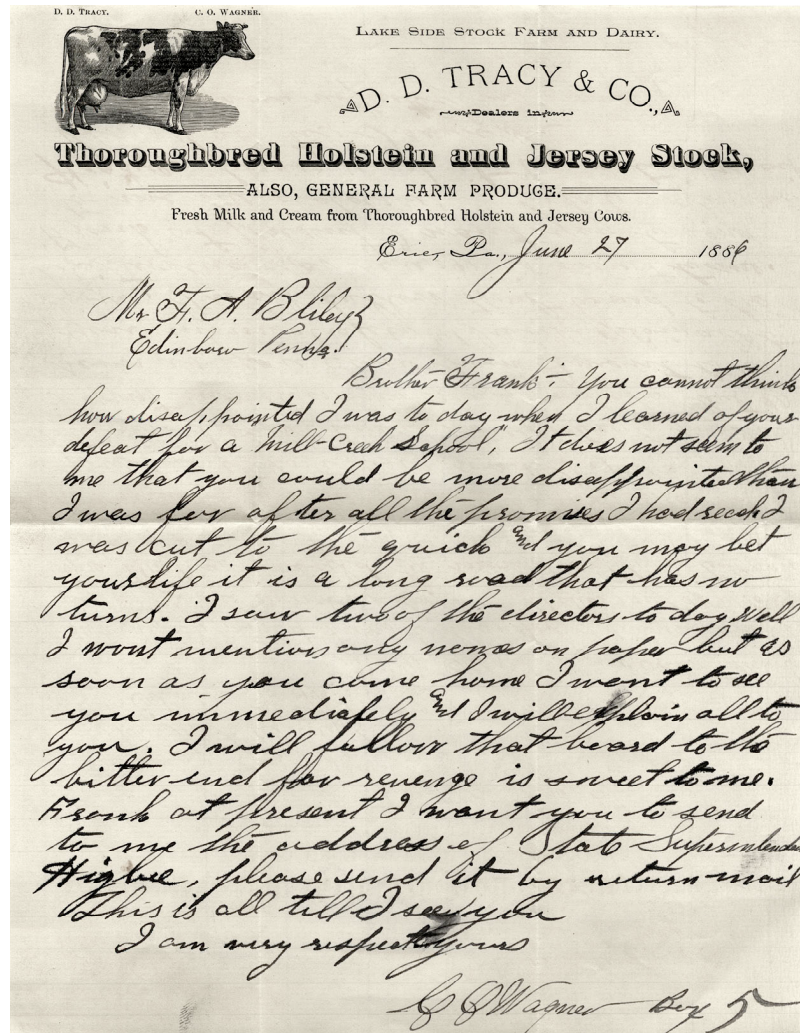 D. D. TRACY. C. O. WAGNER.
LAKE SIDE STOCK FARM AND DAIRY.
D. D. TRACY & CO.,
Dealers in
Thoroughbred Holstein and Jersey Stock,
ALSO, GENERAL FARM PRODUCE.
Fresh Milk and Cream from Thoroughbred Holstein and Jersey Cows.
Erie, Pa., June 27 1886
Mr F. A. Bliley
Edinboro Penna.
Brother Frank:- You cannot think
how disappointed I was to day when I learned of your
defeat for a "Mill-Creek School". It does not seem to
me that you could be more disappointed than
I was for after all the promises I had recd I
was cut to the quick and you may bet
your life it is a long road that has no
turns. I saw two of the directors to day well
I wont mention any names on paper but as
soon as you come home I want to see
you immediately and I will explain all to
you. I will follow that board to the
bitter end for revenge is sweet to me.
Frank at present I want you to send
to me the address of State Superintendent
Higbee, please send it by return mail
This is all till I see you
I am very respect yours
C O Wagner Box 5